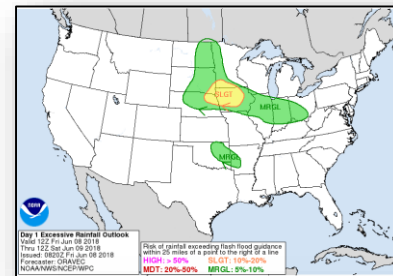 SLGT
MRGL
MRGL
NOAA
Day 1 Excessive Rainfall Outlook
Valid 12Z Fri Jun 08 2018
Thru 12Z Sat Jun 09 2018
Issued: 0820Z Fri Jun 08 2018
Forecaster: ORAVEC
NOAA/NWS/NCEP/WPC
Risk of rainfall exceeding flash flood guidance
within 25 miles of a point to the right of a line
HIGH: > 50% SLGT: 10%-20%
MDT: 20%-50% MRGL: 5%-10%